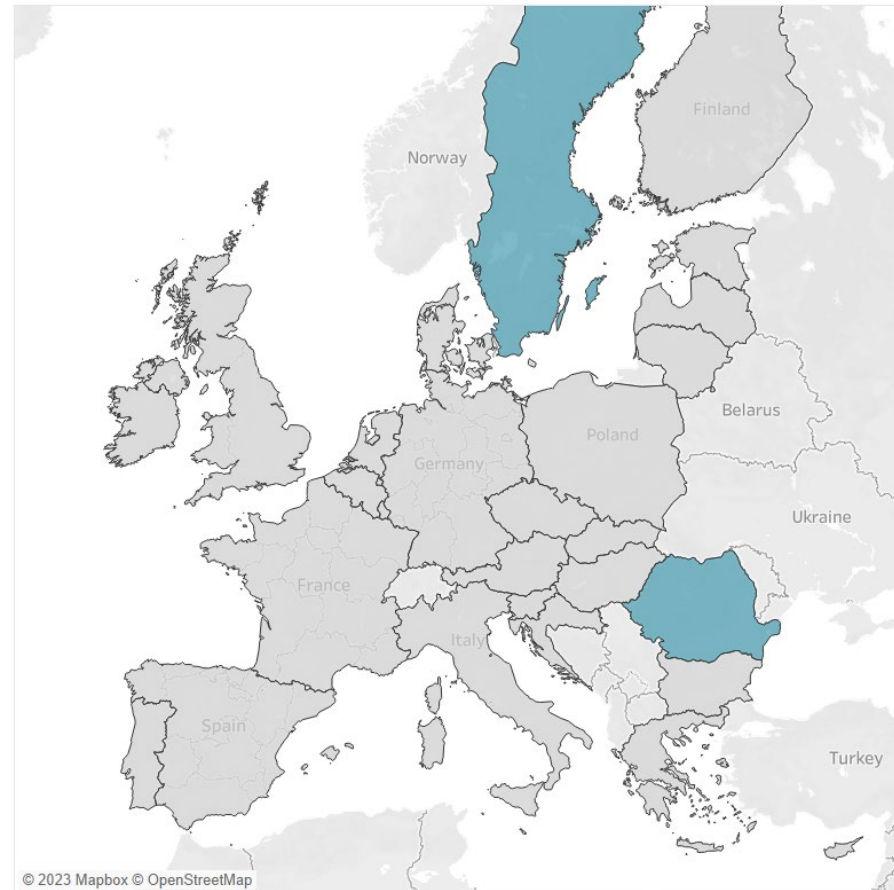 Finland
Norway
Belarus
Poland
Germany
Ukraine
France
Italy
Spain
Turkey
© 2023 Mapbox © OpenStreetMap